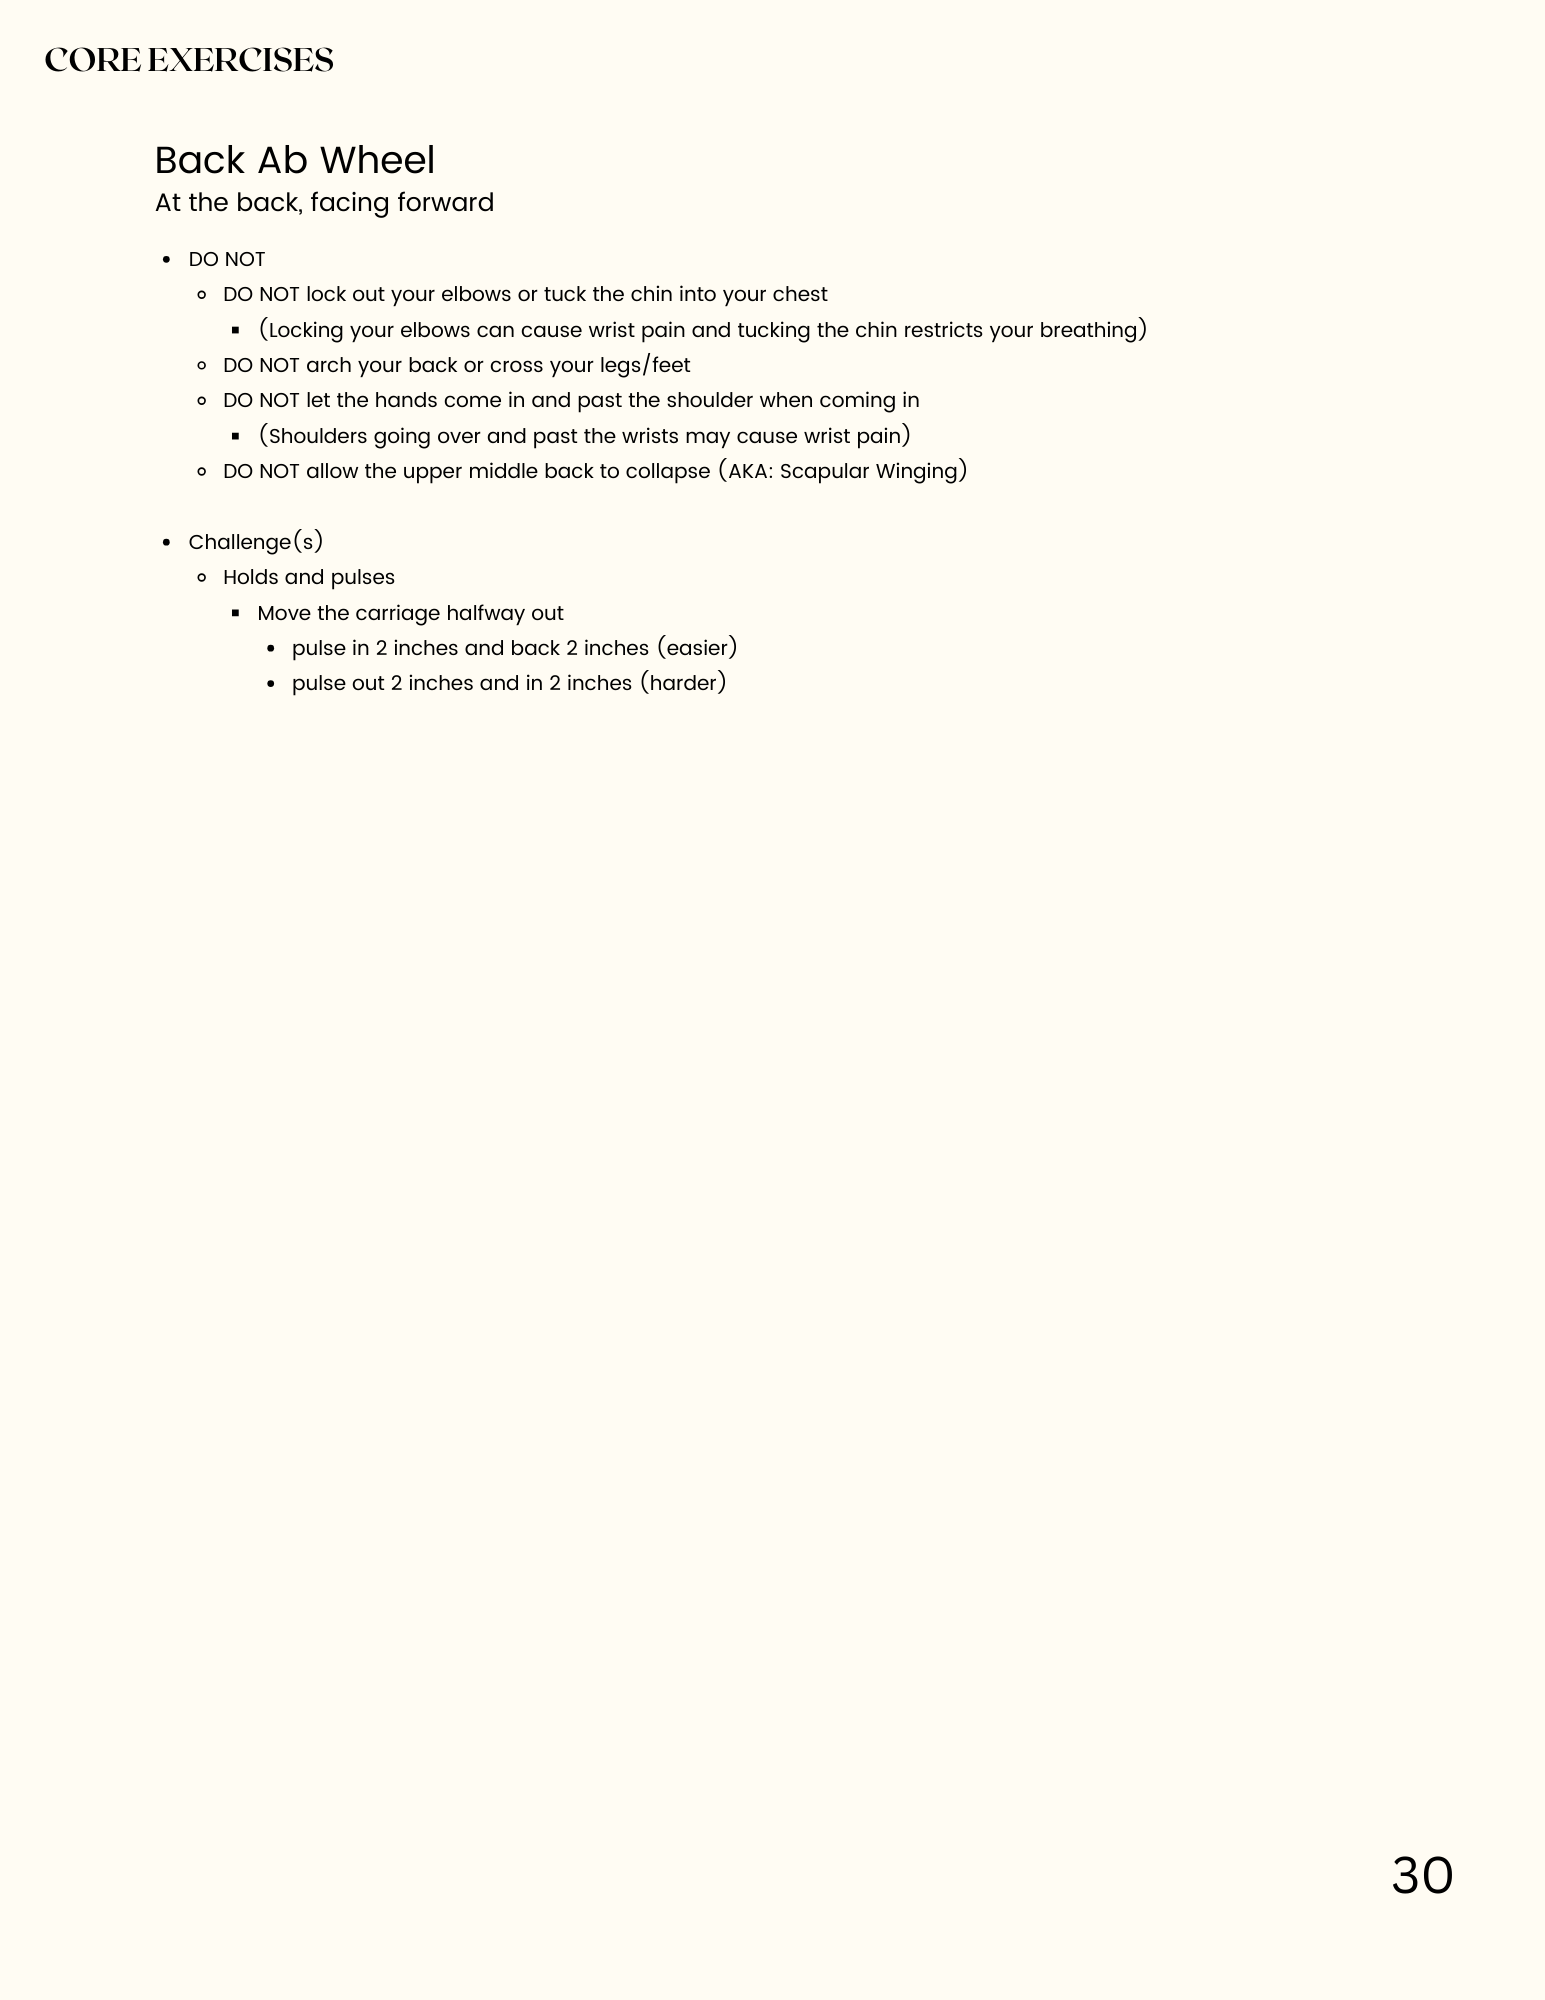 CORE EXERCISES
Back Ab Wheel
At the back, facing forward
• DO NOT
◦ DO NOT lock out your elbows or tuck the chin into your chest
▪ (Locking your elbows can cause wrist pain and tucking the chin restricts your breathing)
◦ DO NOT arch your back or cross your legs/feet
◦ DO NOT let the hands come in and past the shoulder when coming in
▪ (Shoulders going over and past the wrists may cause wrist pain)
◦ DO NOT allow the upper middle back to collapse (AKA: Scapular Winging)
• Challenge(s)
◦ Holds and pulses
▪ Move the carriage halfway out
• pulse in 2 inches and back 2 inches (easier)
• pulse out 2 inches and in 2 inches (harder)
30